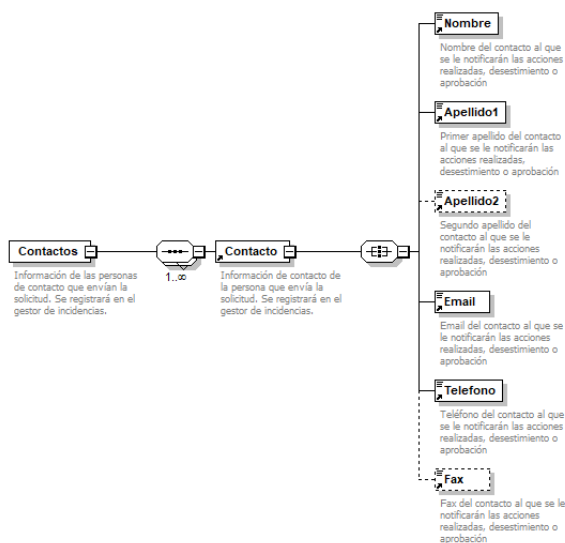 Nombre
Nombre del contacto al que
se le notificarán las acciones
realizadas, desestimiento o
aprobación
Apellido1
Primer apellido del contacto
al que se le notificarán las
acciones realizadas,
desestimiento o aprobación
Apellido2
Segundo apellido del
contacto al que se le
notificarán las acciones
realizadas, desestimiento o
aprobación
Contactos
Información de las personas
de contacto que envían la
solicitud. Se registrará en el
gestor de incidencias.
1..∞
Contacto
Información de contacto de
la persona que envía la
solicitud. Se registrará en el
gestor de incidencias.
Email
Email del contacto al que se
le notificarán las acciones
realizadas, desestimiento o
aprobación
Telefono
Teléfono del contacto al que
se le notificarán las acciones
realizadas, desestimiento o
aprobación
Fax
Fax del contacto al que se le
notificarán las acciones
realizadas, desestimiento o
aprobación